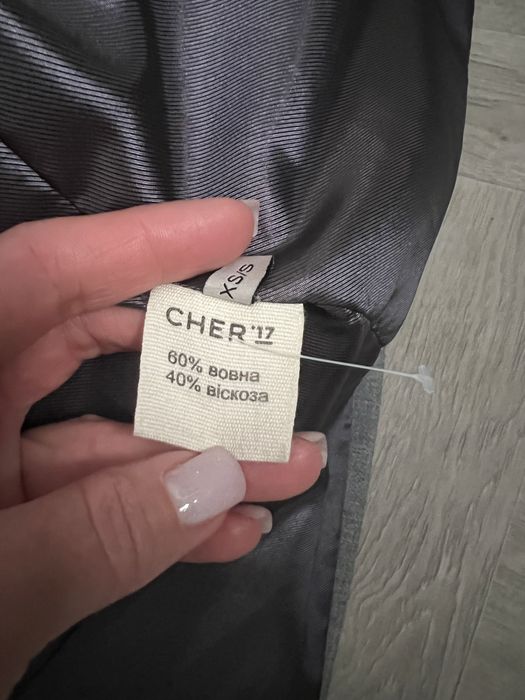 XS/S
CHER '17
60% вовна
40% віскоза